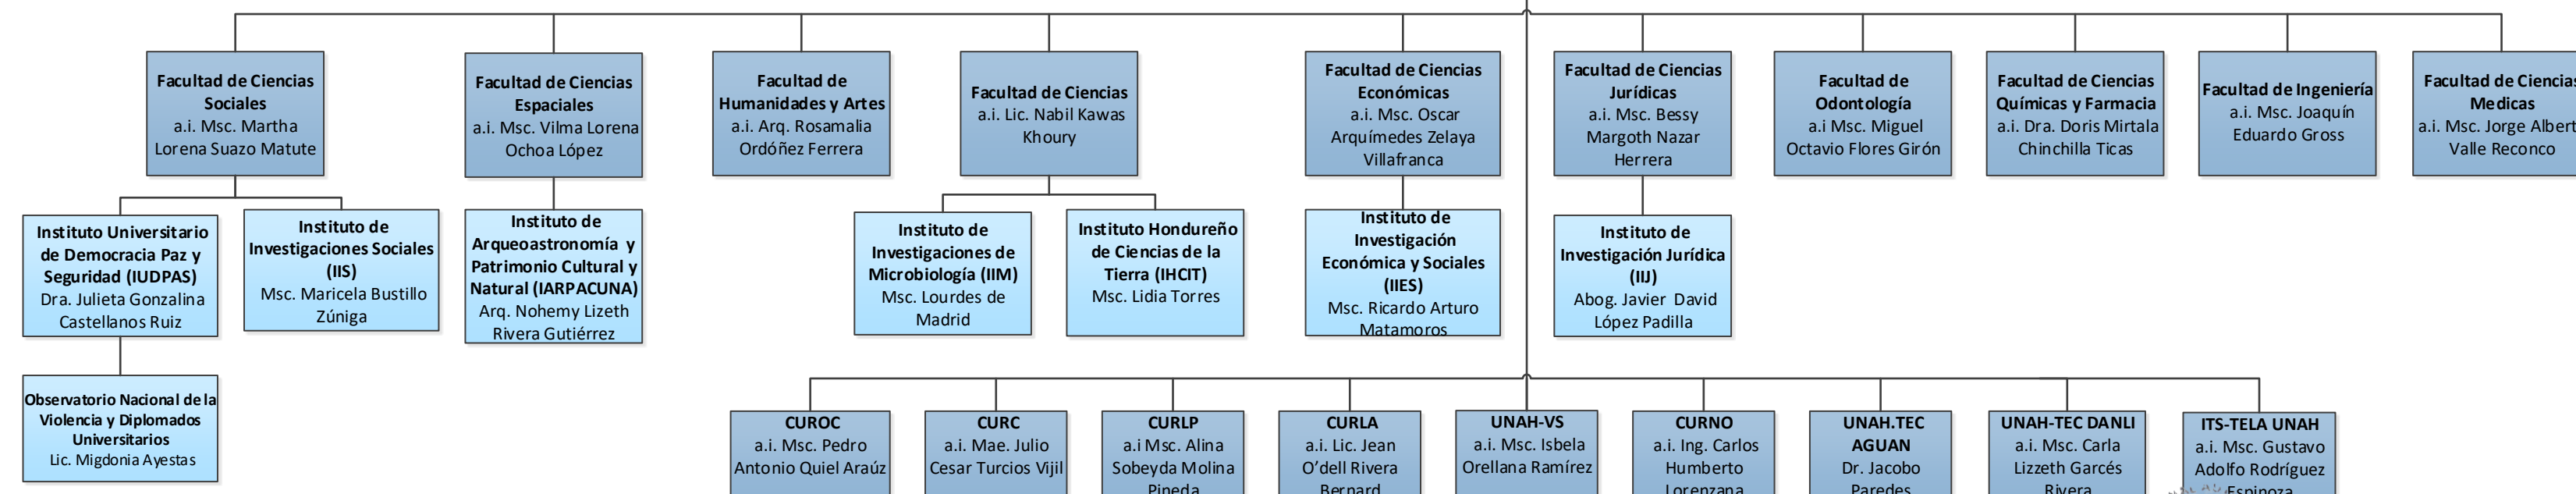 Facultad de Ciencias
Sociales
a.i. Msc. Martha
Lorena Suazo Matute
Facultad de Ciencias
Espaciales
a.i. Msc. Vilma Lorena
Ochoa López
Facultad de
Humanidades y Artes
a.i. Arq. Rosamalia
Ordóñez Ferrera
Facultad de Ciencias
a.i. Lic. Nabil Kawas
Khoury
Facultad de Ciencias
Económicas
a.i. Msc. Oscar
Arquímedes Zelaya
Villafranca
Facultad de Ciencias
Jurídicas
a.i. Msc. Bessy
Margoth Nazar
Herrera
Facultad de
Odontología
a.i Msc. Miguel
Octavio Flores Girón
Facultad de Ciencias
Químicas y Farmacia
a.i. Dra. Doris Mirtala
Chinchilla Ticas
Facultad de Ingeniería
a.i. Msc. Joaquín
Eduardo Gross
Facultad de Ciencias
Medicas
a.i. Msc. Jorge Albert
Valle Reconco
Instituto Universitario
de Democracia Paz y
Seguridad (IUDPAS)
Dra. Julieta Gonzalina
Castellanos Ruiz
Instituto de
Investigaciones Sociales
(IIS)
Msc. Maricela Bustillo
Zúniga
Instituto de
Arqueoastronomía y
Patrimonio Cultural y
Natural (IARPACUNA)
Arq. Nohemy Lizeth
Rivera Gutiérrez
Instituto de
Investigaciones de
Microbiología (IIM)
Msc. Lourdes de
Madrid
Instituto Hondureño
de Ciencias de la
Tierra (IHCIT)
Msc. Lidia Torres
Instituto de
Investigación
Económica y Sociales
(IIES)
Msc. Ricardo Arturo
Matamoros
Instituto de
Investigación Jurídica
(IIJ)
Abog. Javier David
López Padilla
Observatorio Nacional de la
Violencia y Diplomados
Universitarios
Lic. Migdonia Ayestas
CUROC
a.i. Msc. Pedro
Antonio Quiel Araúz
CURC
a.i. Mae. Julio
Cesar Turcios Vijil
CURLP
a.i Msc. Alina
Sobeyda Molina
Pineda
CURLA
a.i. Lic. Jean
O’dell Rivera
Bernard
UNAH-VS
a.i. Msc. Isbela
Orellana Ramírez
CURNO
a.i. Ing. Carlos
Humberto
Lorenzana
UNAH.TEC
AGUAN
Dr. Jacobo
Paredes
UNAH-TEC DANLI
a.i. Msc. Carla
Lizzeth Garcés
Rivera
ITS-TELA UNAH
a.i. Msc. Gustavo
Adolfo Rodríguez
Espinoza